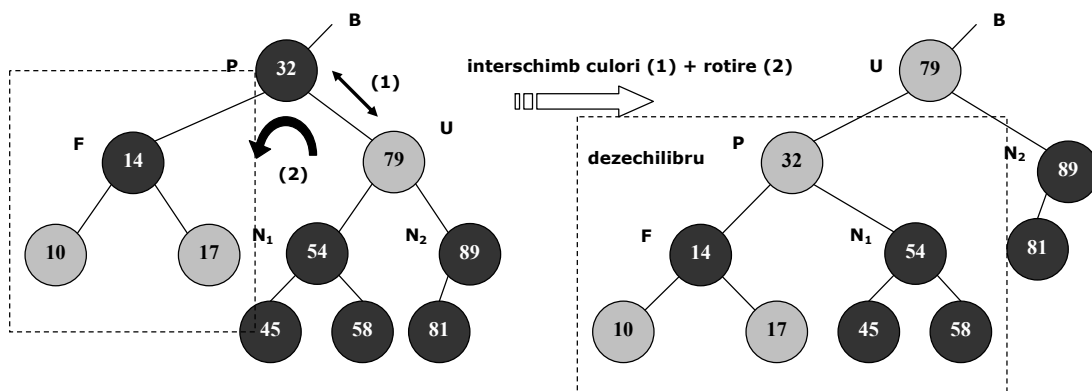 B
P 32
(1)
interschimb culori (1) + rotire (2)
B
U 79
F 14
(2)
U 79
dezechilibru
P 32
N₂ 89
10
17
N₁ 54
N₂ 89
F 14
N₁ 54
81
45
58
81
10
17
45
58